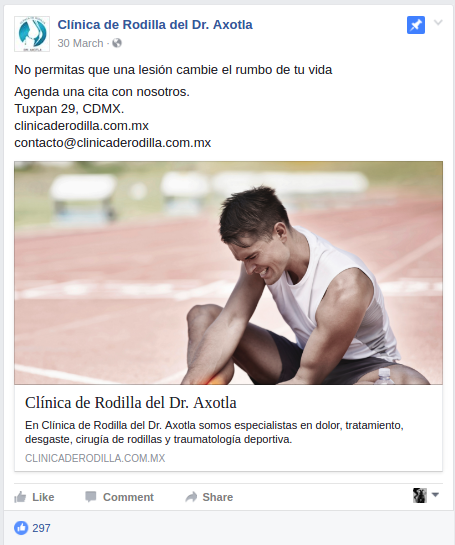 Clínica de Rodilla del Dr. Axotla
30 March
No permitas que una lesión cambie el rumbo de tu vida
Agenda una cita con nosotros.
Tuxpan 29, CDMX.
clinicaderodilla.com.mx
contacto@clinicaderodilla.com.mx
Clínica de Rodilla del Dr. Axotla
En Clínica de Rodilla del Dr. Axotla somos especialistas en dolor, tratamiento,
desgaste, cirugía de rodillas y traumatología deportiva.
CLINICADERODILLA.COM.MX
Like Comment Share
297